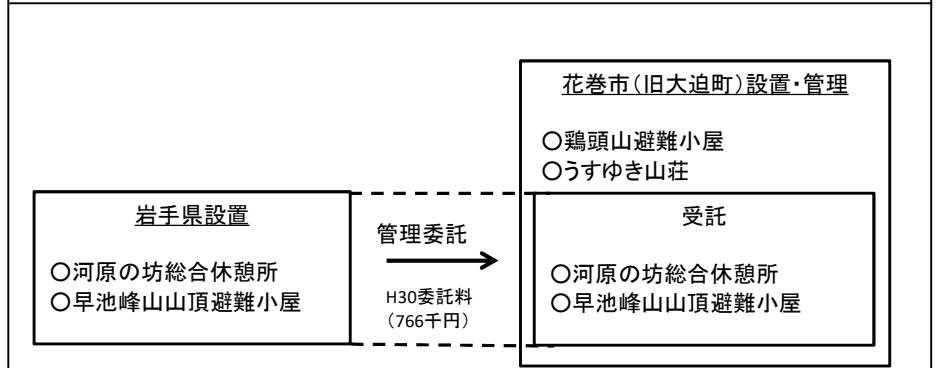 花巻市(旧大迫町)設置・管理
○鶏頭山避難小屋
○うすゆき山荘
岩手県設置
○河原の坊総合休憩所
○早池峰山山頂避難小屋
管理委託
H30委託料
(766千円)
受託
○河原の坊総合休憩所
○早池峰山山頂避難小屋